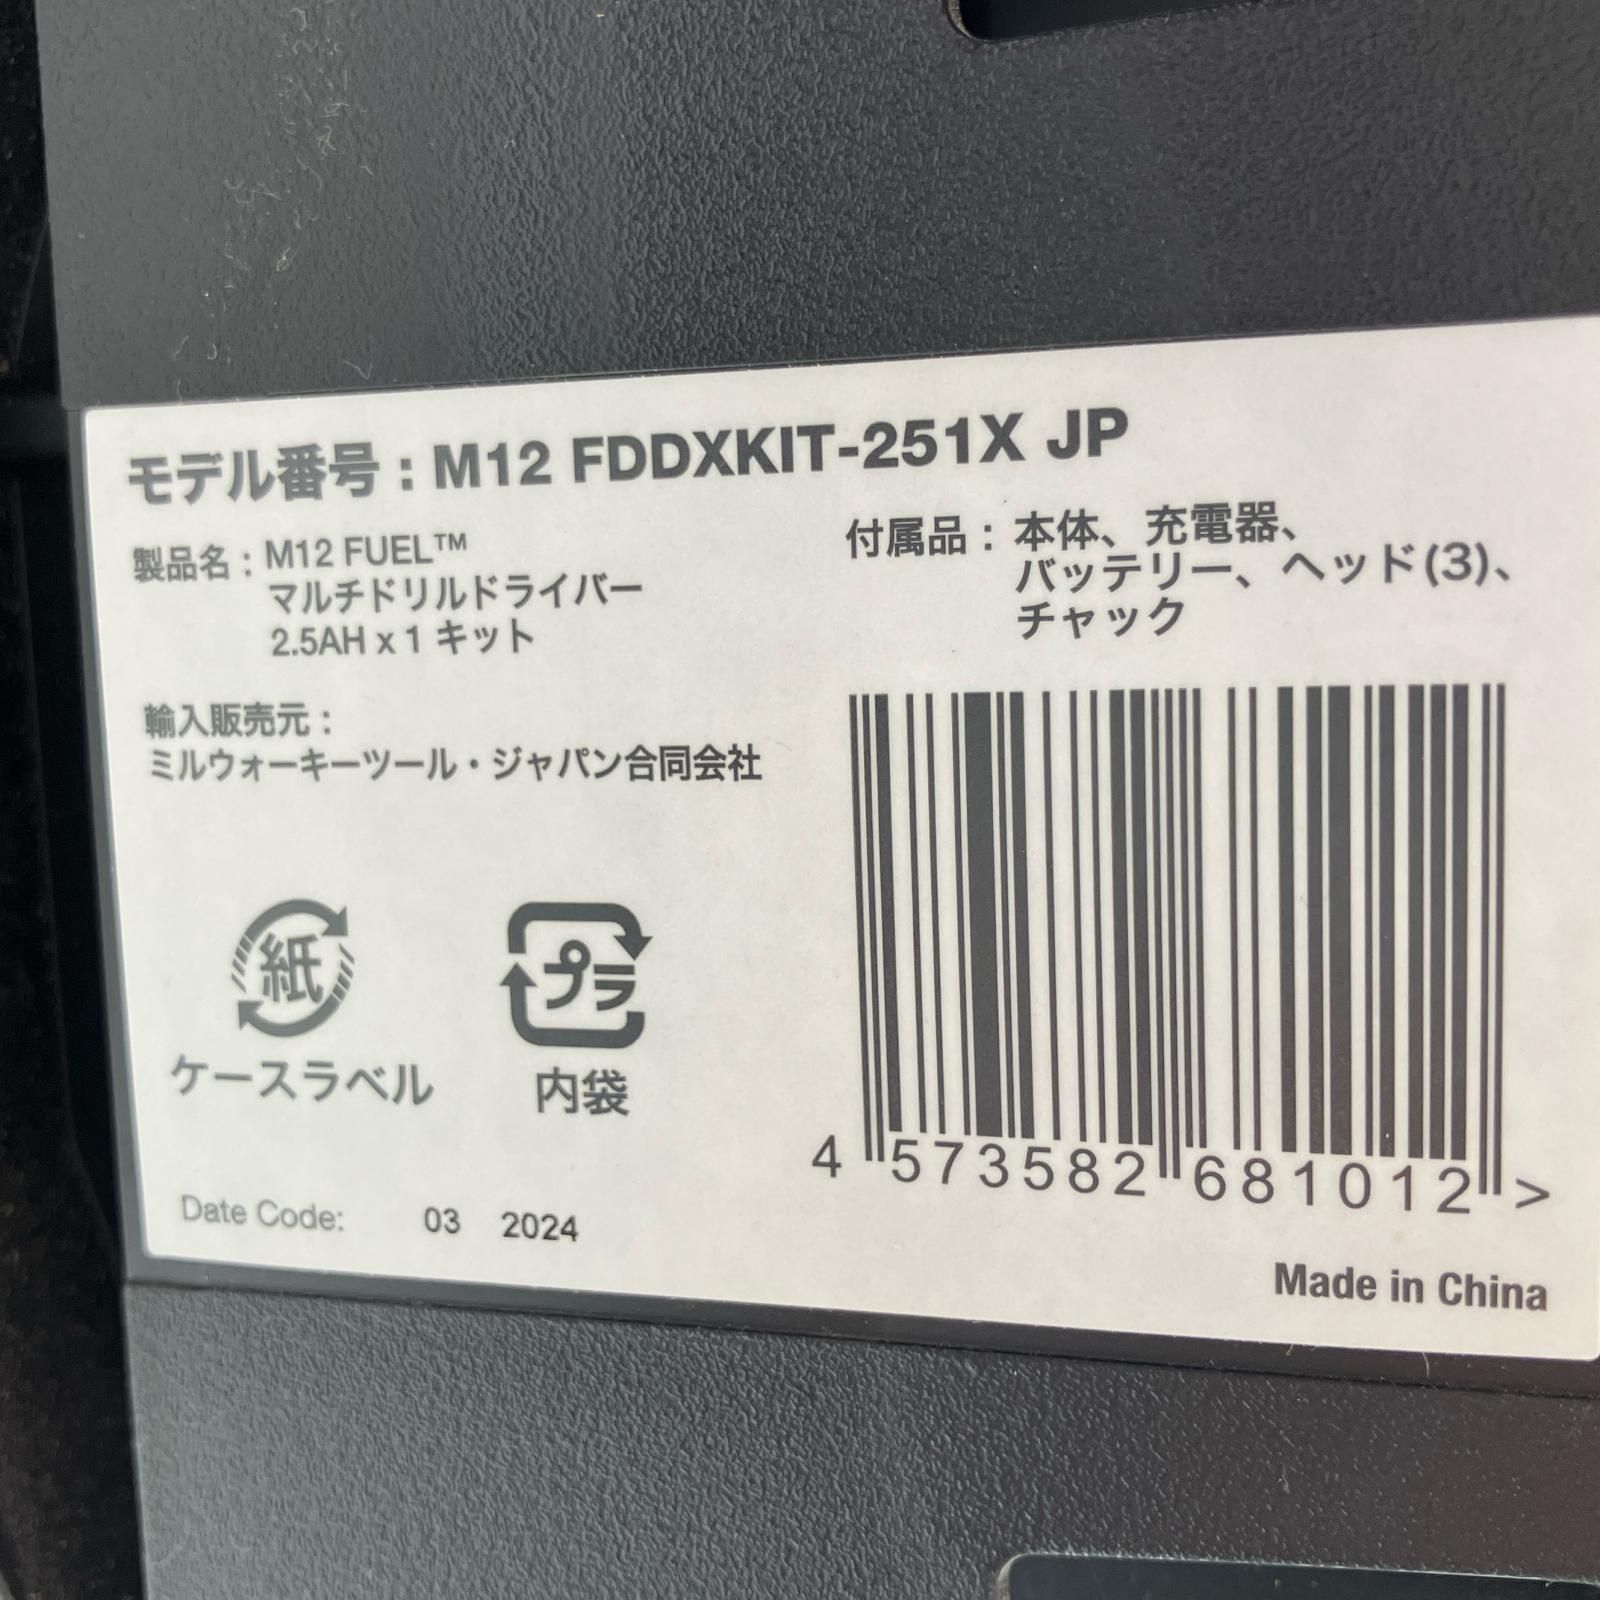 モデル番号：M12 FDDXKIT-251X JP
製品名：M12 FUEL™
マルチドリルドライバー
2.5AH x 1 キット
付属品：本体、充電器、
バッテリー、ヘッド(3)、
チャック
輸入販売元：
ミルウォーキーツール・ジャパン合同会社
紙
ケースラベル
プラ
内袋
4 573582 681012 >
Date Code: 03 2024
Made in China